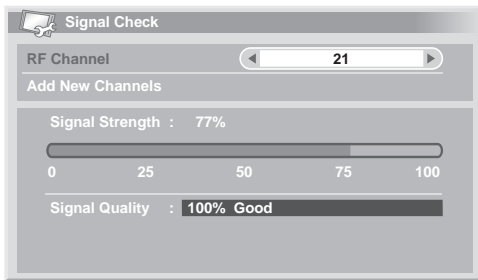 Signal Check
RF Channel 21
Add New Channels
Signal Strength : 77%
0 25 50 75 100
Signal Quality : 100% Good